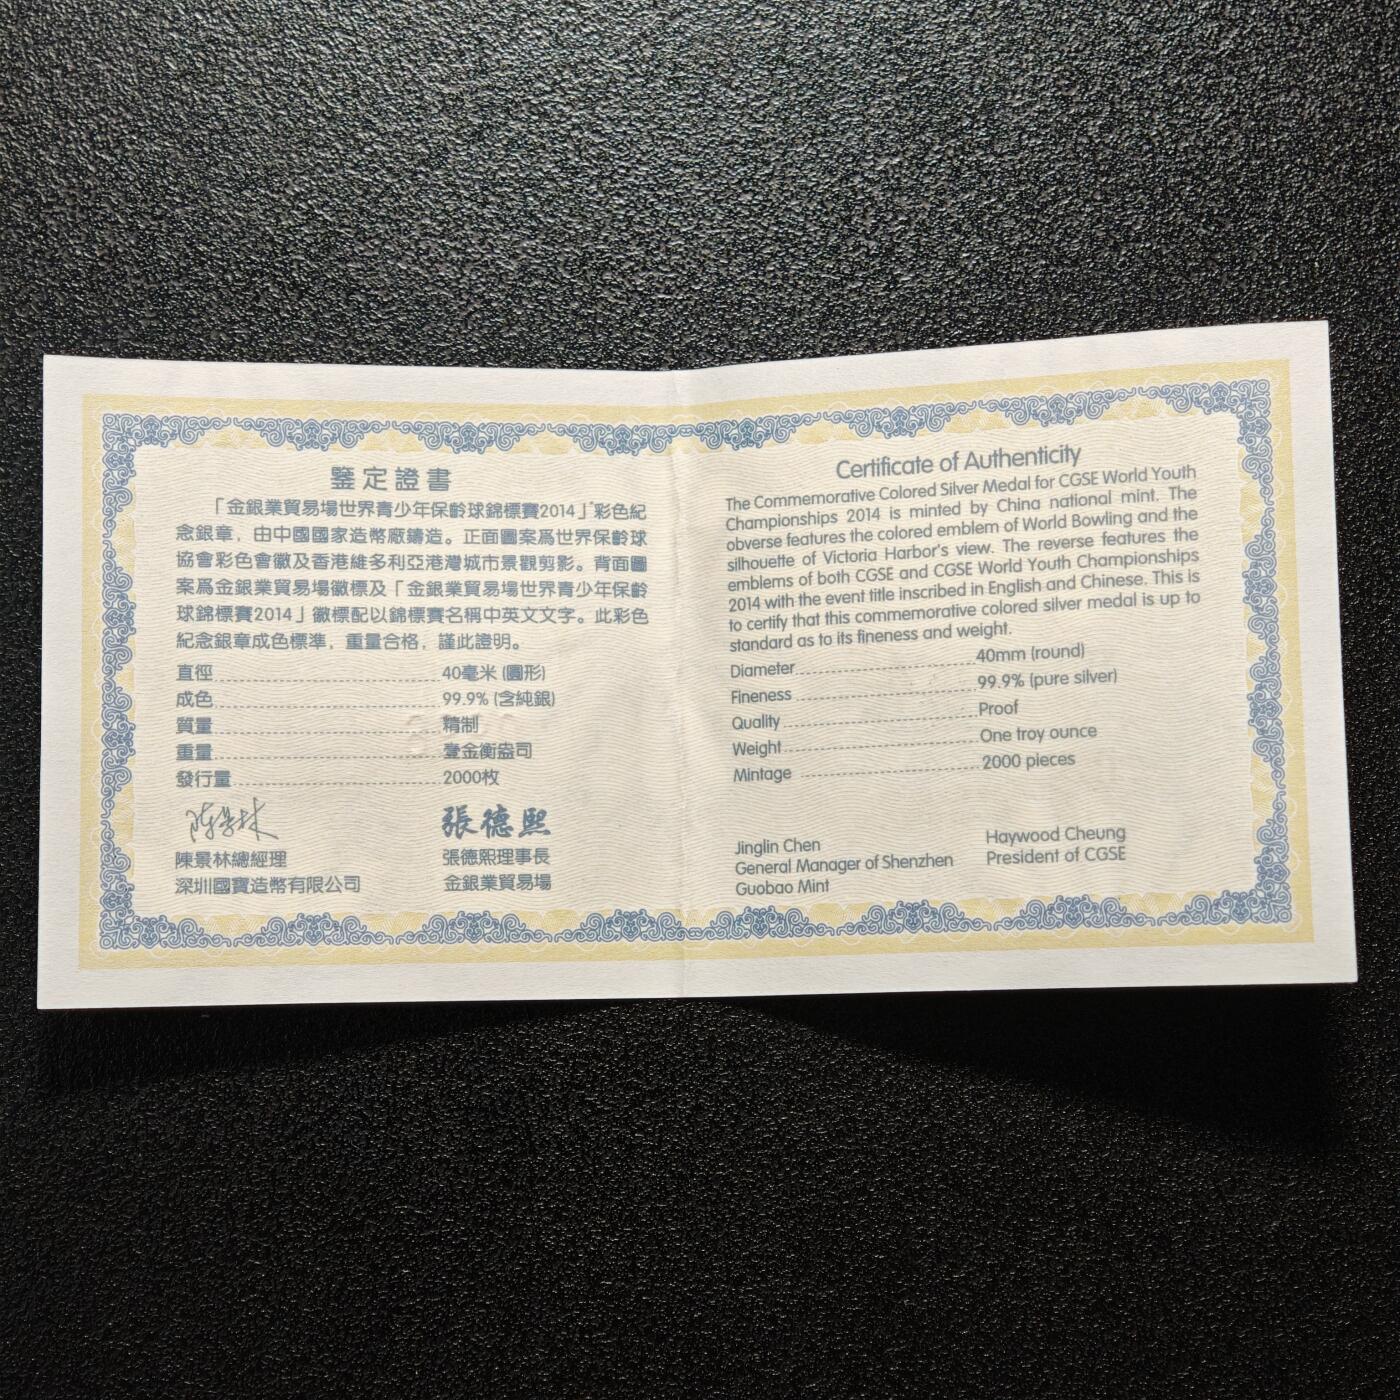 鑒定證書
「金銀業貿易場世界青少年保齡球錦標賽2014」彩色紀
念銀章，由中國國家造幣廠鑄造。正面圖案爲世界保齡球
協會彩色會徽及香港維多利亞港灣城市景觀剪影。背面圖
案爲金銀業貿易場徽標及「金銀業貿易場世界青少年保齡
球錦標賽2014」徽標配以錦標賽名稱中英文文字。此彩色
紀念銀章成色標準，重量合格，謹此證明。
直徑 40毫米 (圓形)
成色 99.9% (含純銀)
質量 精制
重量 壹金衡盎司
發行量 2000枚
陈景林 張德熙
陳景林總經理 張德熙理事長
深圳國寶造幣有限公司 金銀業貿易場
Certificate of Authenticity
The Commemorative Colored Silver Medal for CGSE World Youth
Championships 2014 is minted by China national mint. The
obverse features the colored emblem of World Bowling and the
silhouette of Victoria Harbor's view. The reverse features the
emblems of both CGSE and CGSE World Youth Championships
2014 with the event title inscribed in English and Chinese. This is
to certify that this commemorative colored silver medal is up to
standard as to its fineness and weight.
Diameter 40mm (round)
Fineness 99.9% (pure silver)
Quality Proof
Weight One troy ounce
Mintage 2000 pieces
Jinglin Chen Haywood Cheung
General Manager of Shenzhen President of CGSE
Guobao Mint